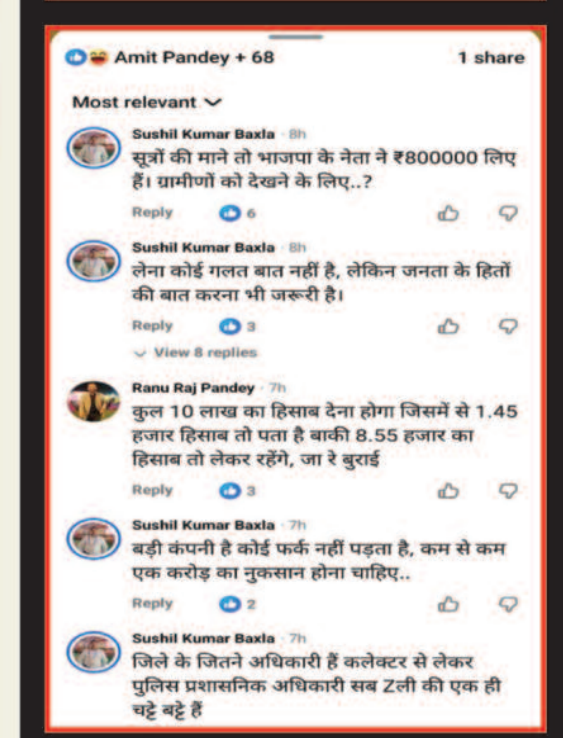 Amit Pandey + 68 1 share
Most relevant
Sushil Kumar Baxla · 8h
सूत्रों की माने तो भाजपा के नेता ने ₹800000 लिए
हैं। ग्रामीणों को देखने के लिए..?
Reply 6
Sushil Kumar Baxla · 8h
लेना कोई गलत बात नहीं है, लेकिन जनता के हितों
की बात करना भी जरूरी है।
Reply 3
View 8 replies
Ranu Raj Pandey · 7h
कुल 10 लाख का हिसाब देना होगा जिसमें से 1.45
हजार हिसाब तो पता है बाकी 8.55 हजार का
हिसाब तो लेकर रहेंगे, जा रे बुराई
Reply 3
Sushil Kumar Baxla · 7h
बड़ी कंपनी है कोई फर्क नहीं पड़ता है, कम से कम
एक करोड़ का नुकसान होना चाहिए..
Reply 2
Sushil Kumar Baxla · 7h
जिले के जितने अधिकारी हैं कलेक्टर से लेकर
पुलिस प्रशासनिक अधिकारी सब Zली की एक ही
चट्टे बट्टे हैं